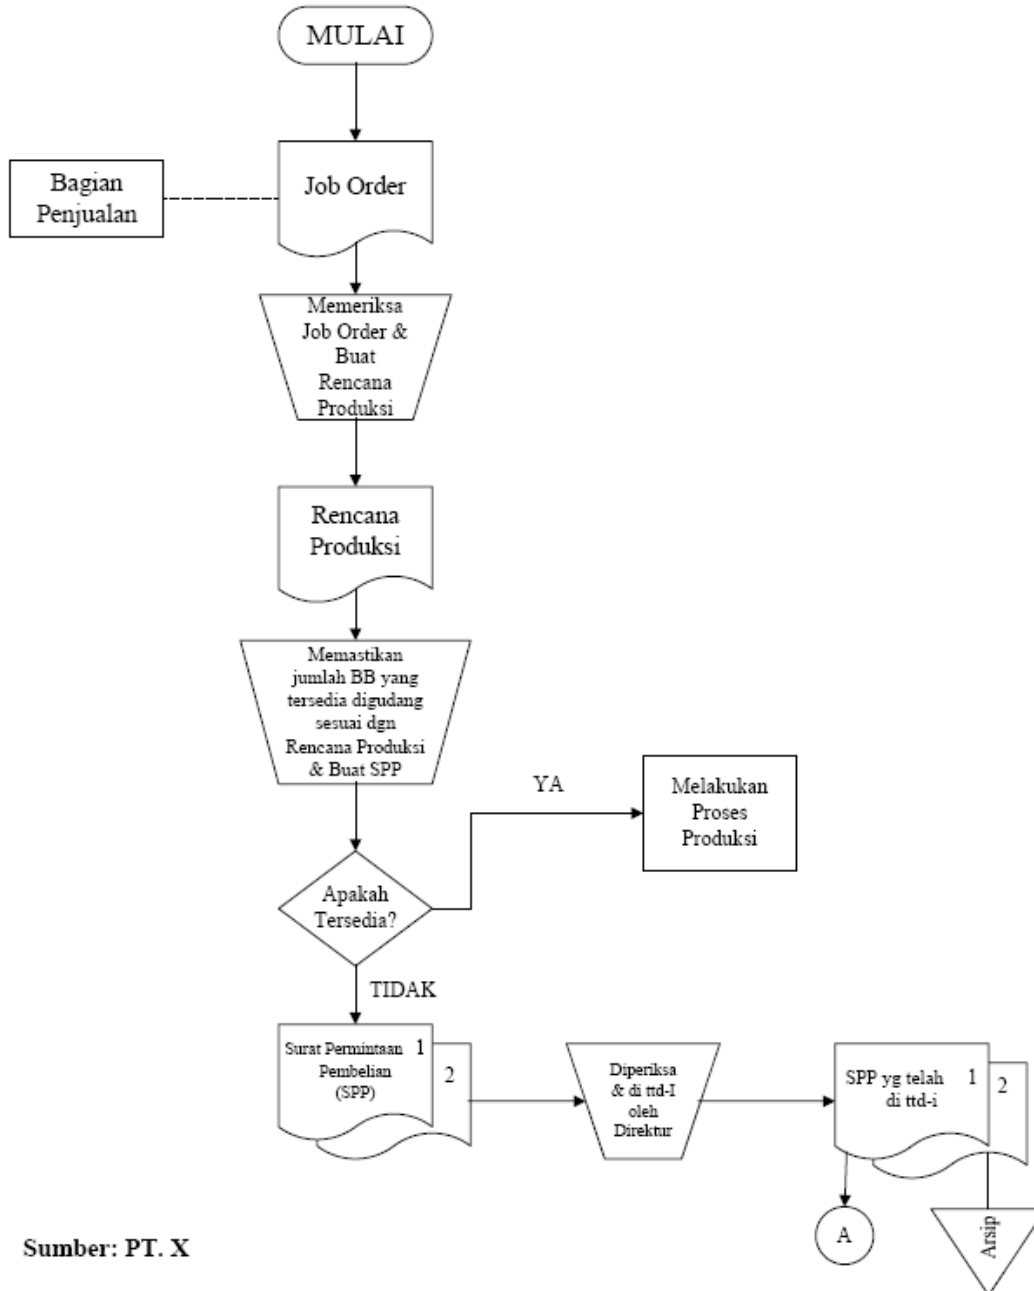 MULAI
Job Order
Bagian
Penjualan
Memeriksa
Job Order &
Buat
Rencana
Produksi
Rencana
Produksi
Memastikan
jumlah BB yang
tersedia digudang
sesuai dgn
Rencana Produksi
& Buat SPP
YA
Melakukan
Proses
Produksi
Apakah
Tersedia?
TIDAK
Surat Permintaan 1
Pembelian
(SPP)
2
Diperiksa
& di ttd-I
oleh
Direktur
SPP yg telah 1
di ttd-i
2
A
Arsip
Sumber: PT. X